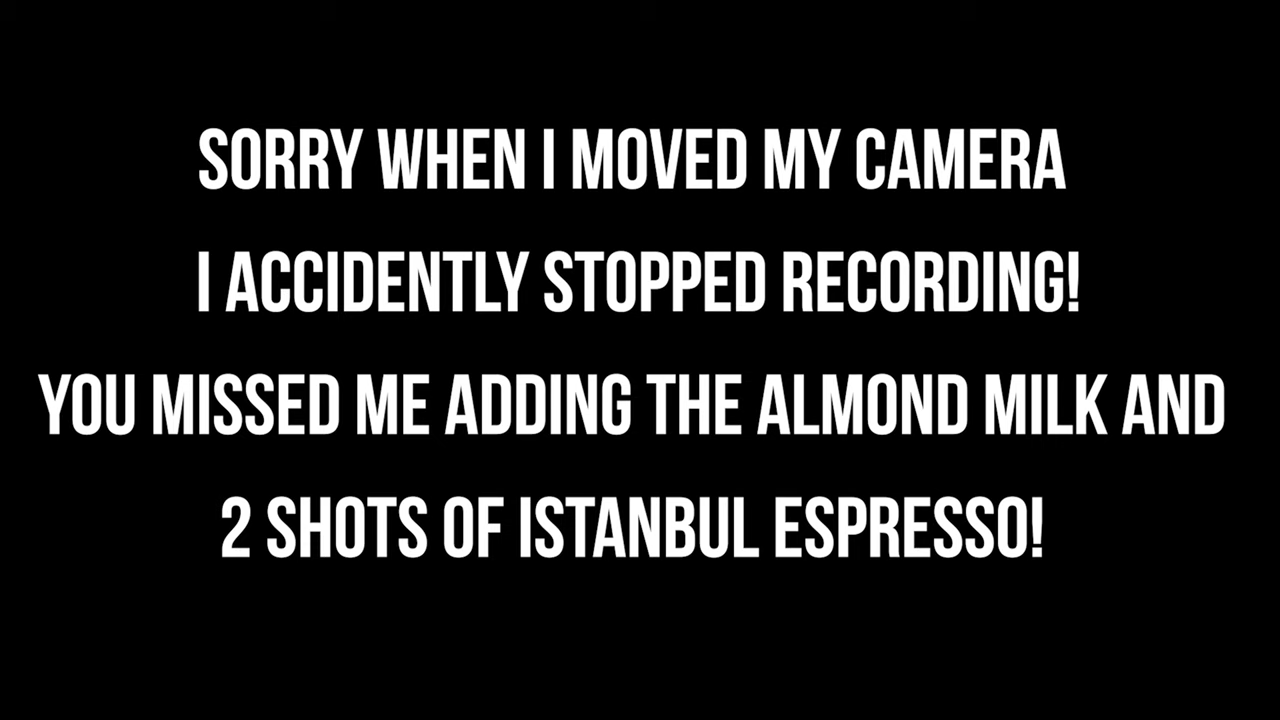 SORRY WHEN I MOVED MY CAMERA
I ACCIDENTLY STOPPED RECORDING!
YOU MISSED ME ADDING THE ALMOND MILK AND
2 SHOTS OF ISTANBUL ESPRESSO!